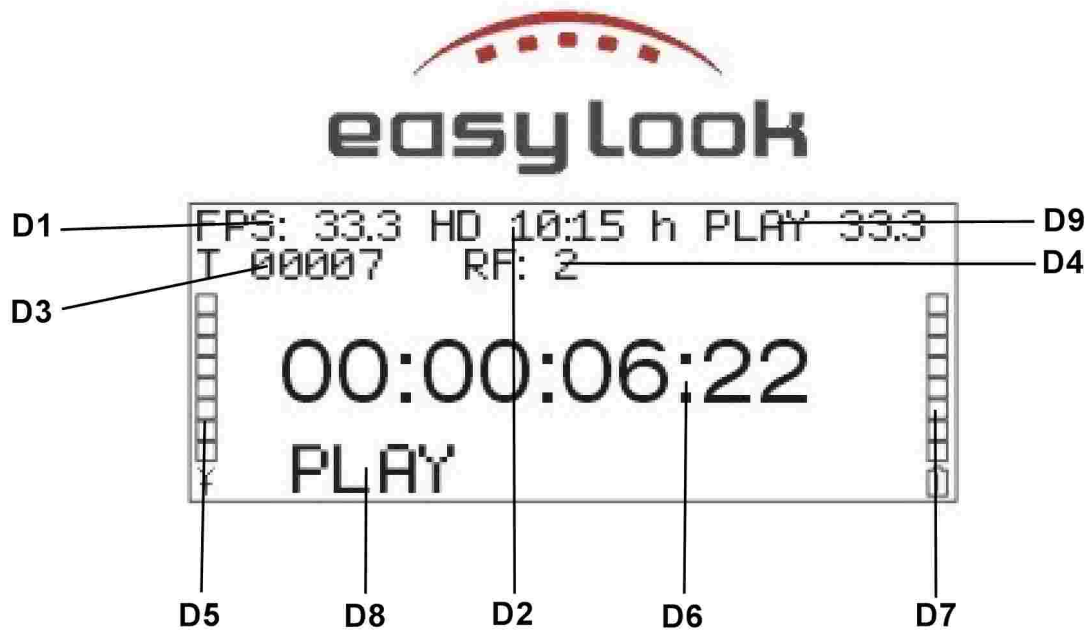 easy look
D1 FPS: 33.3 HD 10:15 h PLAY 33.3 D9
T 00007 RF: 2 D4
D3
00:00:06:22
PLAY
D5 D8 D2 D6 D7